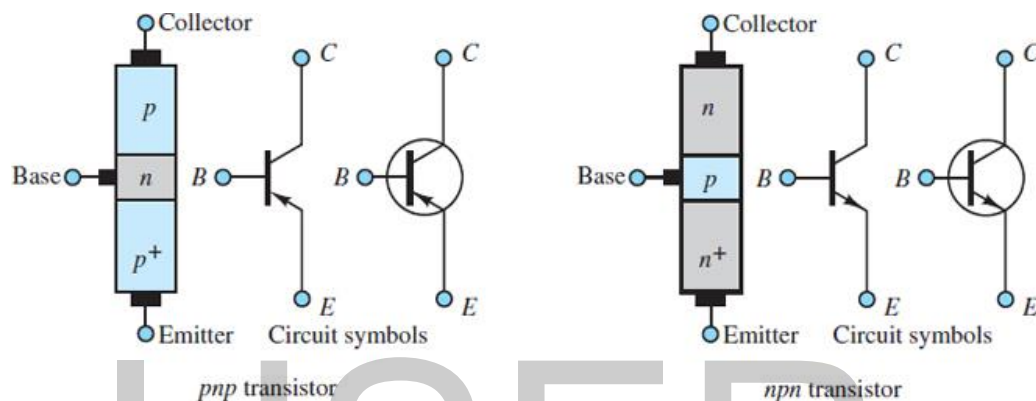 Collector
C
C
p
Base
n
B
B
p+
E
E
Emitter
Circuit symbols
pnp transistor
Collector
C
C
n
Base
p
B
B
n+
E
E
Emitter
Circuit symbols
npn transistor